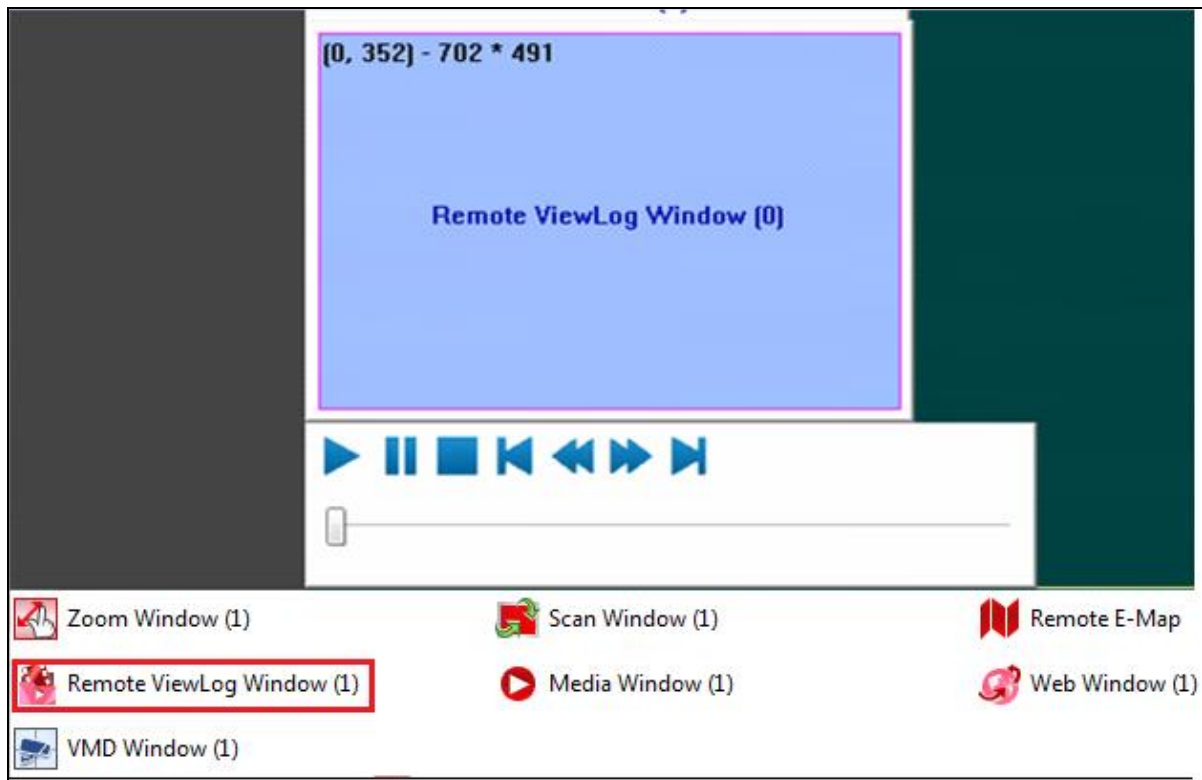 (0, 352) - 702 * 491
Remote ViewLog Window (0)
Zoom Window (1)
Scan Window (1)
Remote E-Map
Remote ViewLog Window (1)
Media Window (1)
Web Window (1)
VMD Window (1)